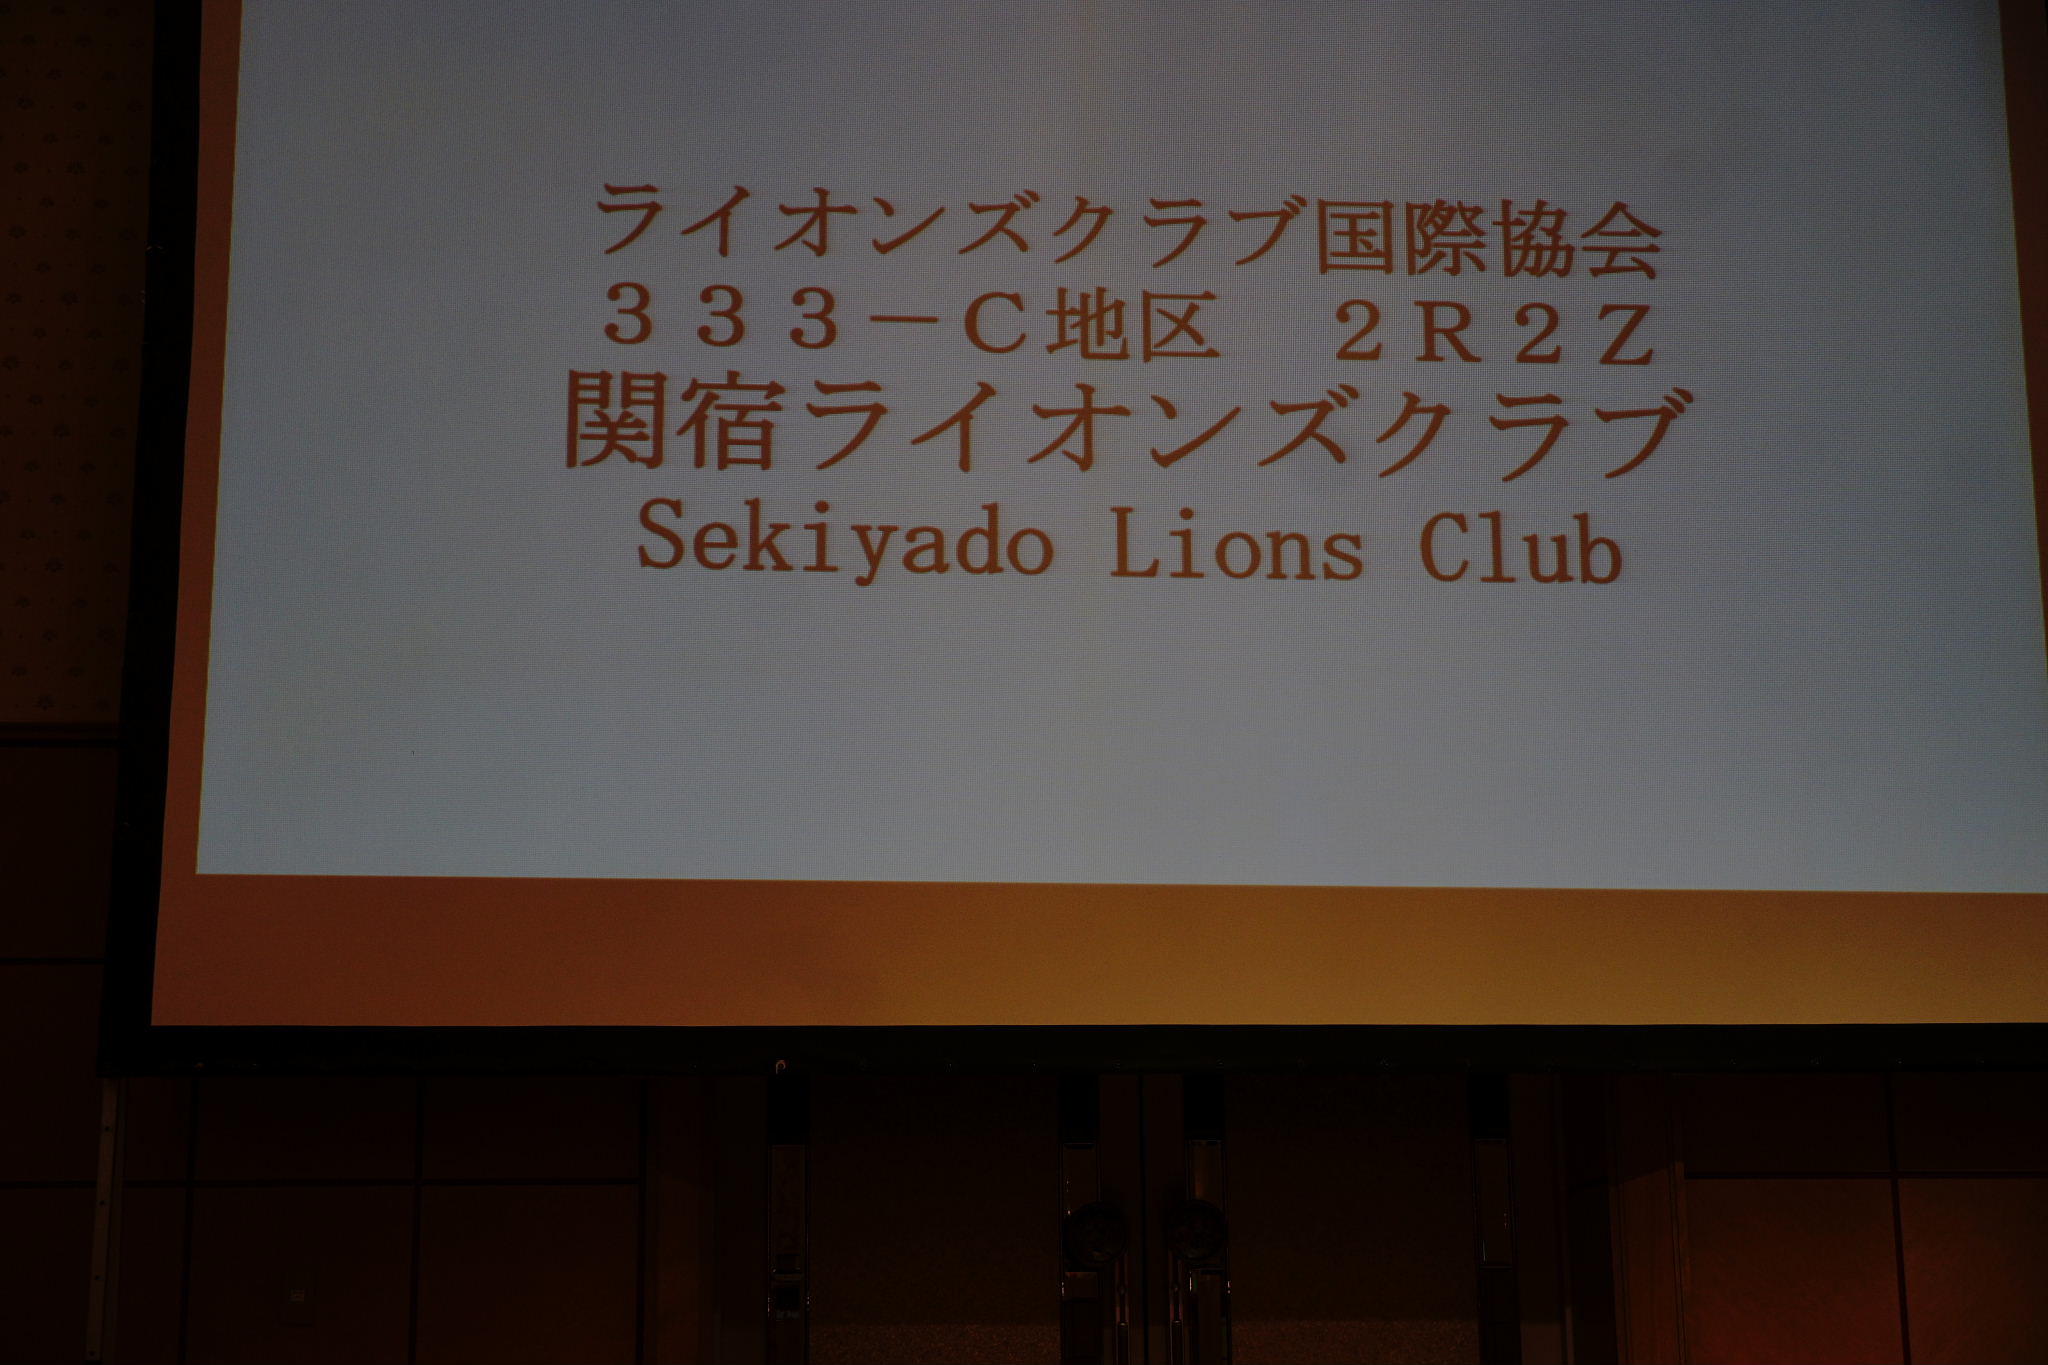 ライオンズクラブ国際協会
３３３－Ｃ地区　２Ｒ２Ｚ
関宿ライオンズクラブ
Sekiyado Lions Club